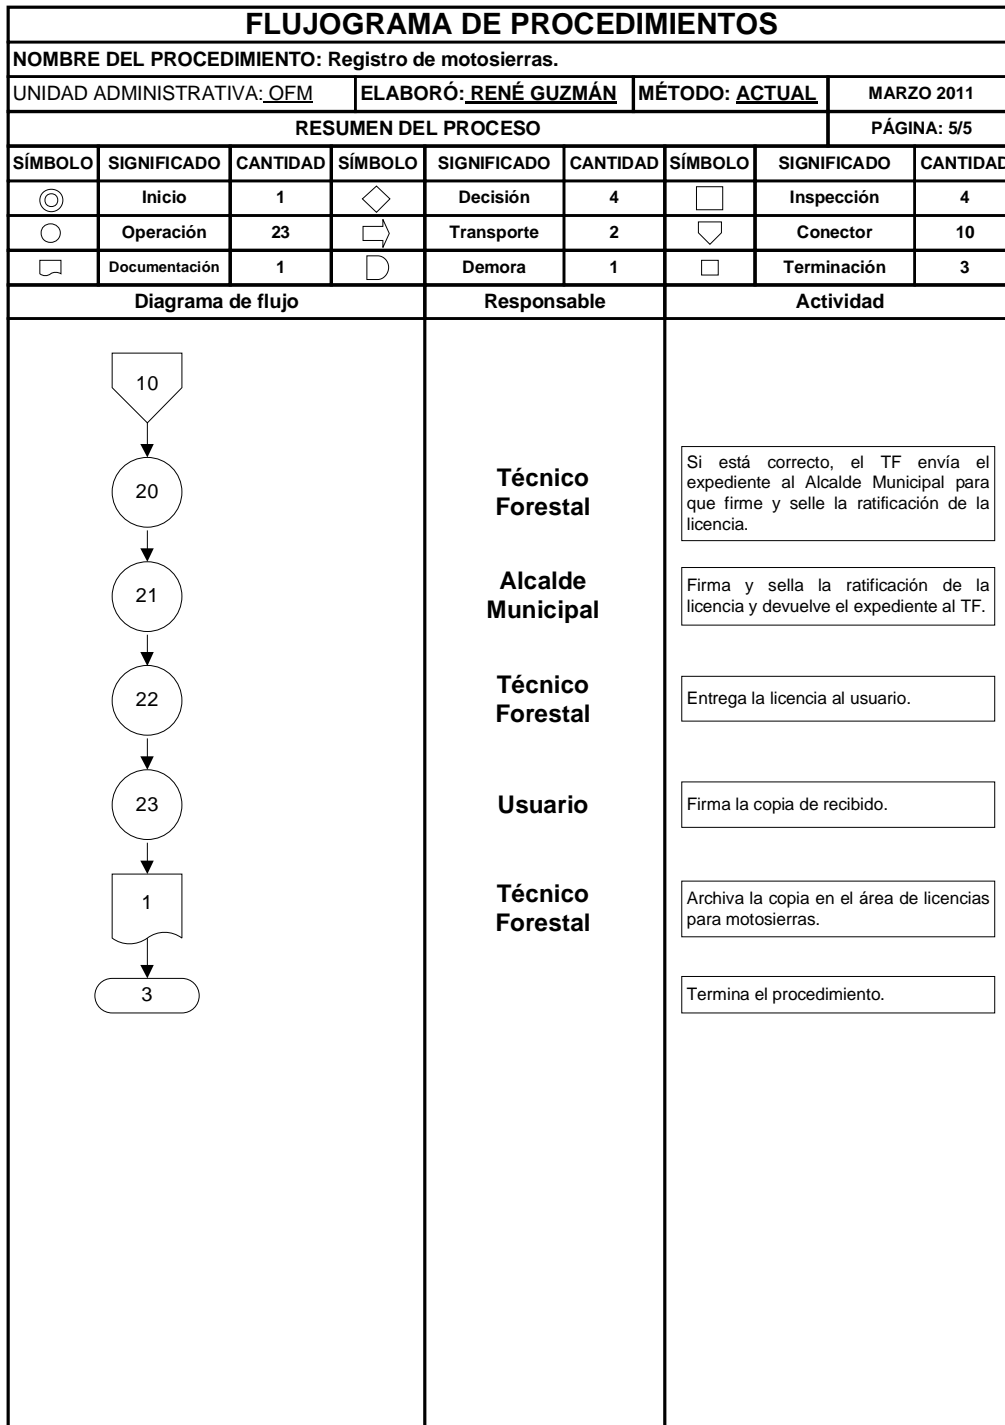 FLUJOGRAMA DE PROCEDIMIENTOS
NOMBRE DEL PROCEDIMIENTO: Registro de motosierras.
UNIDAD ADMINISTRATIVA: OFM ELABORÓ: RENÉ GUZMÁN MÉTODO: ACTUAL MARZO 2011
RESUMEN DEL PROCESO PÁGINA: 5/5
SÍMBOLO SIGNIFICADO CANTIDAD SÍMBOLO SIGNIFICADO CANTIDAD SÍMBOLO SIGNIFICADO CANTIDAD
Inicio 1 Decisión 4 Inspección 4
Operación 23 Transporte 2 Conector 10
Documentación 1 Demora 1 Terminación 3
Diagrama de flujo Responsable Actividad
10
20
Técnico
Forestal
Si está correcto, el TF envía el
expediente al Alcalde Municipal para
que firme y selle la ratificación de la
licencia.
21
Alcalde
Municipal
Firma y sella la ratificación de la
licencia y devuelve el expediente al TF.
22
Técnico
Forestal
Entrega la licencia al usuario.
23
Usuario
Firma la copia de recibido.
1
Técnico
Forestal
Archiva la copia en el área de licencias
para motosierras.
3
Termina el procedimiento.